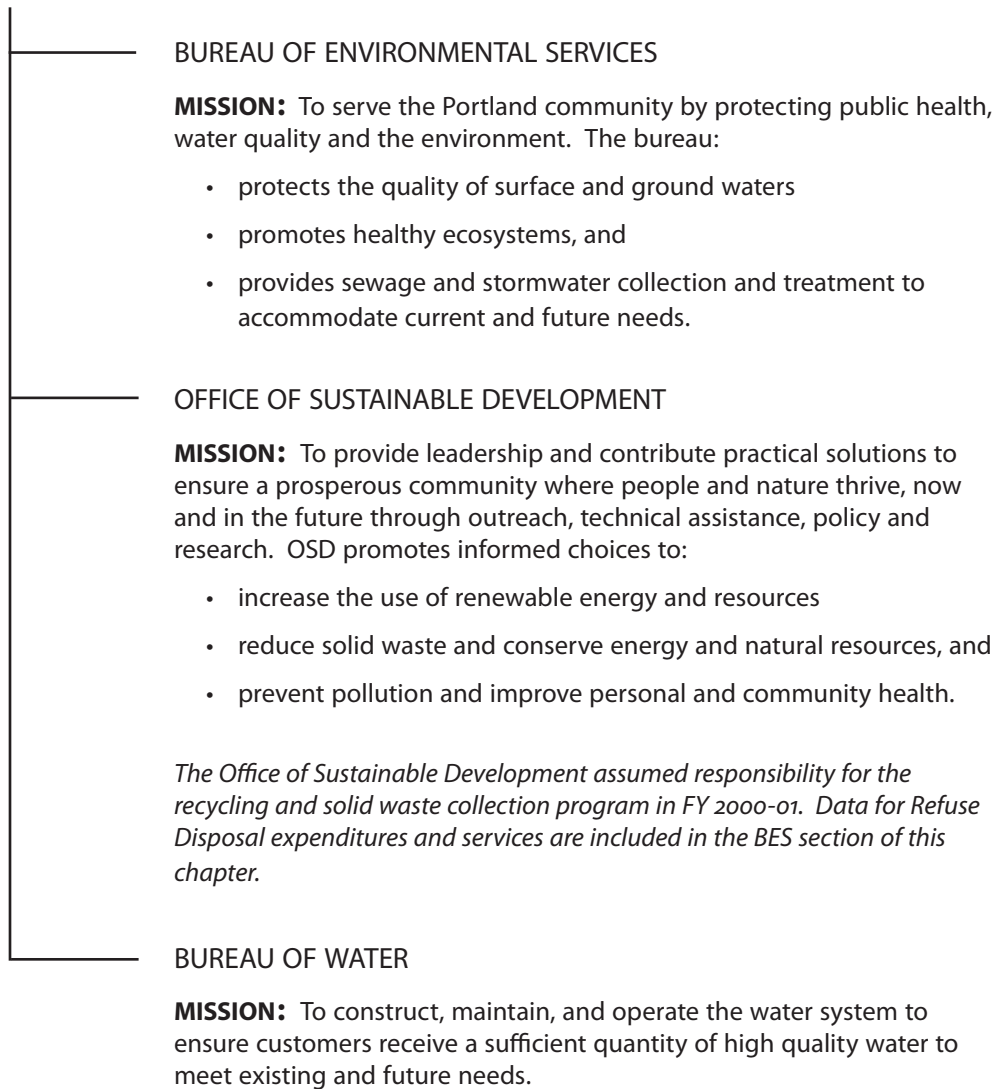 BUREAU OF ENVIRONMENTAL SERVICES
MISSION: To serve the Portland community by protecting public health,
water quality and the environment. The bureau:
• protects the quality of surface and ground waters
• promotes healthy ecosystems, and
• provides sewage and stormwater collection and treatment to
accommodate current and future needs.
OFFICE OF SUSTAINABLE DEVELOPMENT
MISSION: To provide leadership and contribute practical solutions to
ensure a prosperous community where people and nature thrive, now
and in the future through outreach, technical assistance, policy and
research. OSD promotes informed choices to:
• increase the use of renewable energy and resources
• reduce solid waste and conserve energy and natural resources, and
• prevent pollution and improve personal and community health.
The Office of Sustainable Development assumed responsibility for the
recycling and solid waste collection program in FY 2000-01. Data for Refuse
Disposal expenditures and services are included in the BES section of this
chapter.
BUREAU OF WATER
MISSION: To construct, maintain, and operate the water system to
ensure customers receive a sufficient quantity of high quality water to
meet existing and future needs.